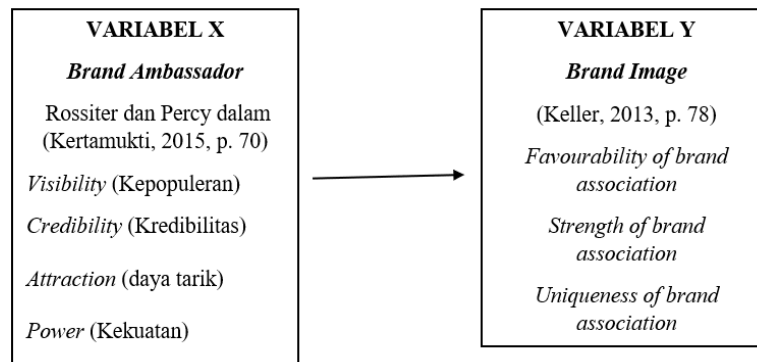 VARIABEL X
Brand Ambassador
Rossiter dan Percy dalam
(Kertamukti, 2015, p. 70)
Visibility (Kepopuleran)
Credibility (Kredibilitas)
Attraction (daya tarik)
Power (Kekuatan)
VARIABEL Y
Brand Image
(Keller, 2013, p. 78)
Favourability of brand
association
Strength of brand
association
Uniqueness of brand
association